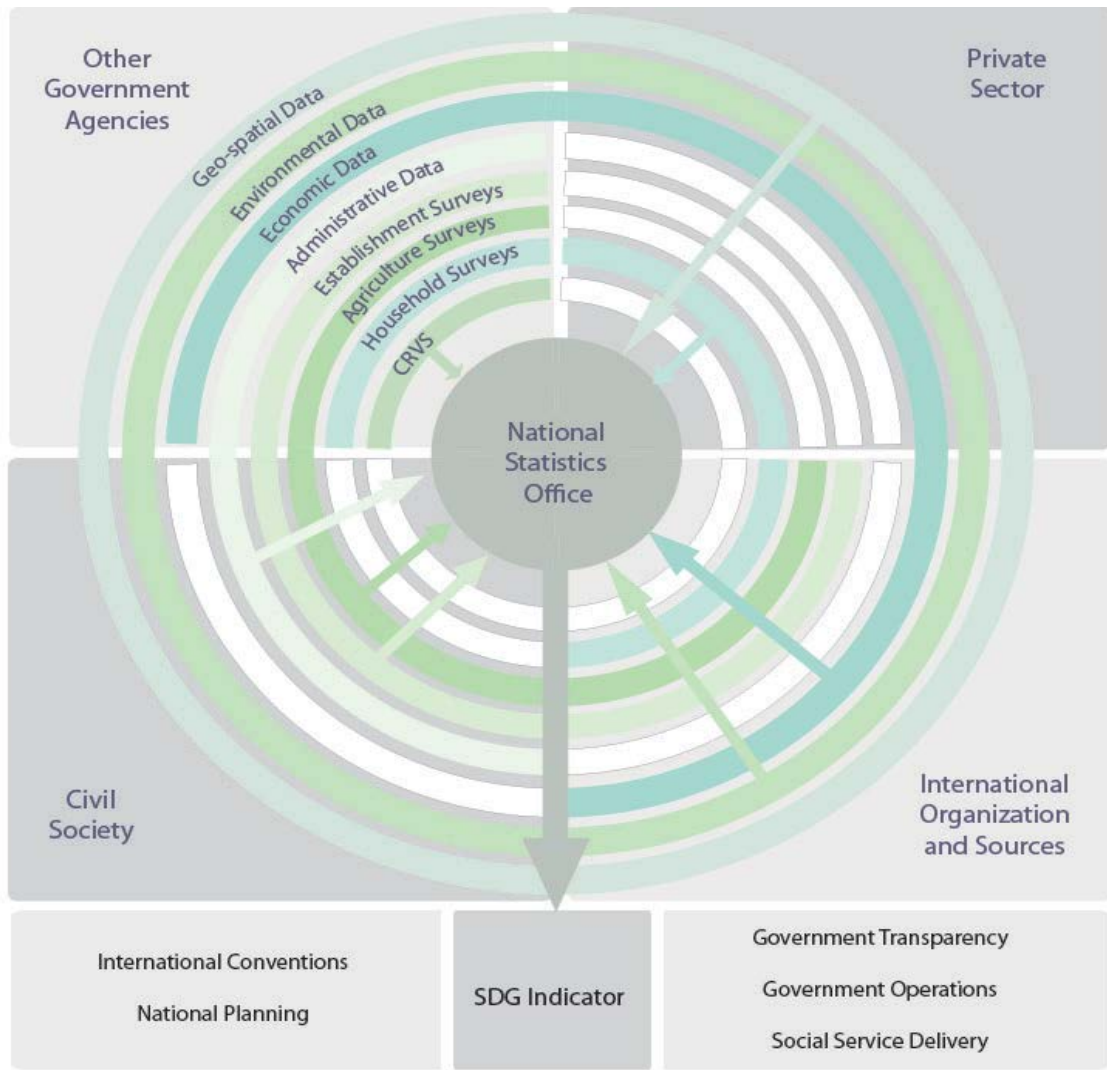 Other
Government
Agencies
Private
Sector
Geo-spatial Data
Environmental Data
Economic Data
Administrative Data
Establishment Surveys
Agriculture Surveys
Household Surveys
CRVS
National
Statistics
Office
Civil
Society
International
Organization
and Sources
International Conventions
National Planning
SDG Indicator
Government Transparency
Government Operations
Social Service Delivery